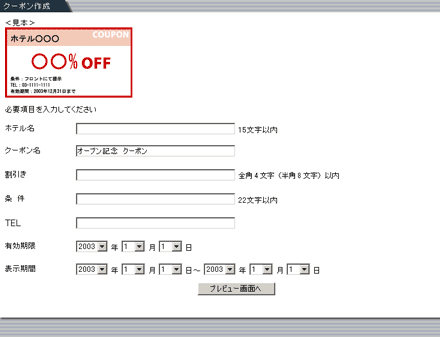 クーポン作成
＜見本＞
ホテル〇〇〇 COUPON
〇〇% OFF
条件：フロントにて提示
TEL：03-1111-1111
有効期限：2003年12月31日まで
必要項目を入力してください
ホテル名 15文字以内
クーポン名 オープン記念 クーポン
割引き 全角4文字（半角8文字）以内
条 件 22文字以内
TEL
有効期限 2003 年 1 月 1 日
表示期間 2003 年 1 月 1 日～ 2003 年 1 月 1 日
プレビュー画面へ